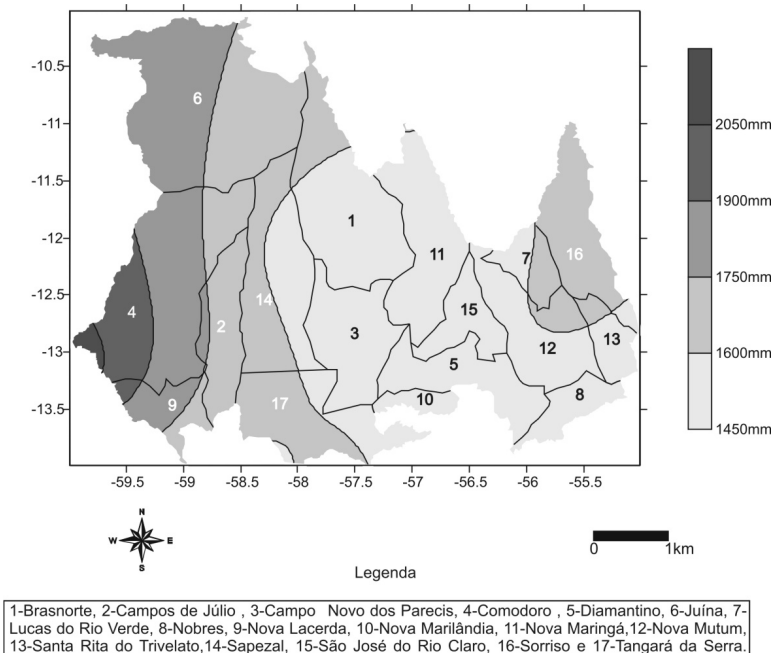 -10.5
-11
-11.5
-12
-12.5
-13
-13.5
-59.5 -59 -58.5 -58 -57.5 -57 -56.5 -56 -55.5
6
1
11
7
16
4
2
14
15
3
12
13
5
9
17
10
8
2050mm
1900mm
1750mm
1600mm
1450mm
N
W E
S
0 1km
Legenda
1-Brasnorte, 2-Campos de Júlio , 3-Campo Novo dos Parecis, 4-Comodoro , 5-Diamantino, 6-Juína, 7-
Lucas do Rio Verde, 8-Nobres, 9-Nova Lacerda, 10-Nova Marilândia, 11-Nova Maringá,12-Nova Mutum,
13-Santa Rita do Trivelato,14-Sapezal, 15-São José do Rio Claro, 16-Sorriso e 17-Tangará da Serra.